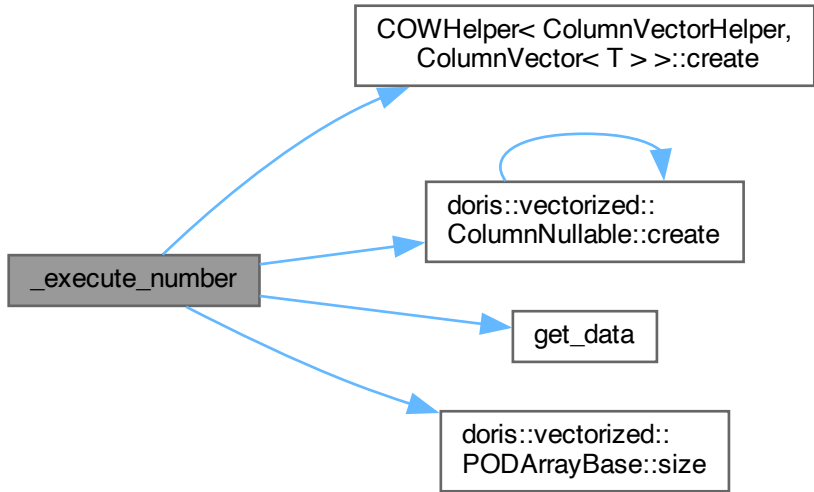 COWHelper< ColumnVectorHelper,
ColumnVector< T > >::create
doris::vectorized::
ColumnNullable::create
_execute_number
get_data
doris::vectorized::
PODArrayBase::size